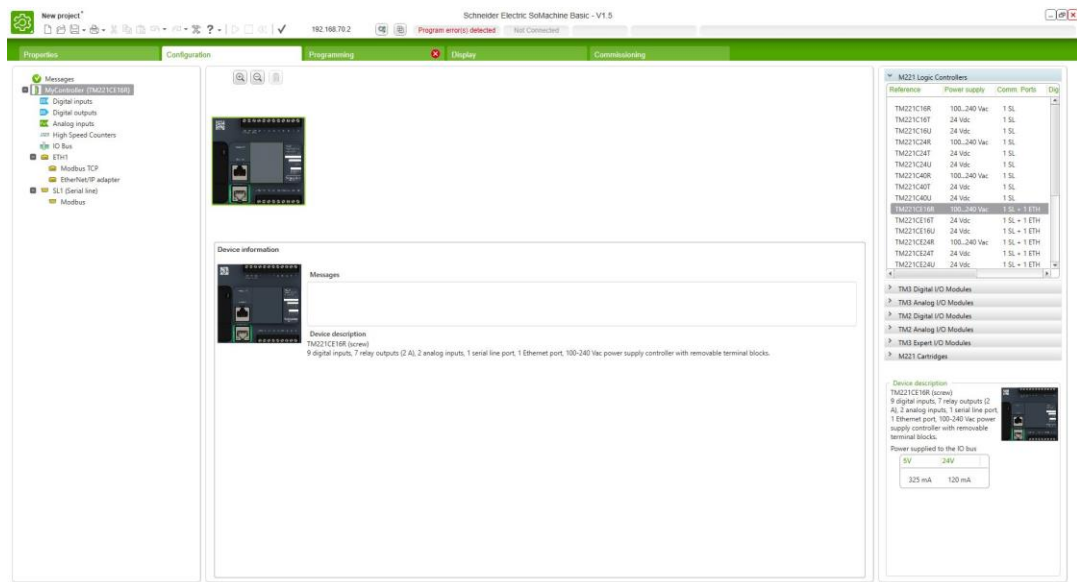 New project*
Schneider Electric SoMachine Basic - V1.5
192.168.70.2
Program error(s) detected
Not Connected
Properties
Configuration
Programming
Display
Commissioning
Messages
MyController (TM221CE16R)
Digital inputs
Digital outputs
Analog inputs
High Speed Counters
IO Bus
ETH1
Modbus TCP
EtherNet/IP adapter
SL1 (Serial line)
Modbus
Device information
Messages
Device description
TM221CE16R (screw)
9 digital inputs, 7 relay outputs (2 A), 2 analog inputs, 1 serial line port, 1 Ethernet port, 100-240 Vac power supply controller with removable terminal blocks.
M221 Logic Controllers
Reference Power supply Comm. Ports Dig
TM221C16R 100...240 Vac 1 SL
TM221C16T 24 Vdc 1 SL
TM221C16U 24 Vdc 1 SL
TM221C24R 100...240 Vac 1 SL
TM221C24T 24 Vdc 1 SL
TM221C24U 24 Vdc 1 SL
TM221C40R 100...240 Vac 1 SL
TM221C40T 24 Vdc 1 SL
TM221C40U 24 Vdc 1 SL
TM221CE16R 100...240 Vac 1 SL + 1 ETH
TM221CE16T 24 Vdc 1 SL + 1 ETH
TM221CE16U 24 Vdc 1 SL + 1 ETH
TM221CE24R 100...240 Vac 1 SL + 1 ETH
TM221CE24T 24 Vdc 1 SL + 1 ETH
TM221CE24U 24 Vdc 1 SL + 1 ETH
TM3 Digital I/O Modules
TM3 Analog I/O Modules
TM2 Digital I/O Modules
TM2 Analog I/O Modules
TM3 Expert I/O Modules
M221 Cartridges
Device description
TM221CE16R (screw)
9 digital inputs, 7 relay outputs (2
A), 2 analog inputs, 1 serial line port,
1 Ethernet port, 100-240 Vac power
supply controller with removable
terminal blocks.
Power supplied to the IO bus
5V 24V
325 mA 120 mA